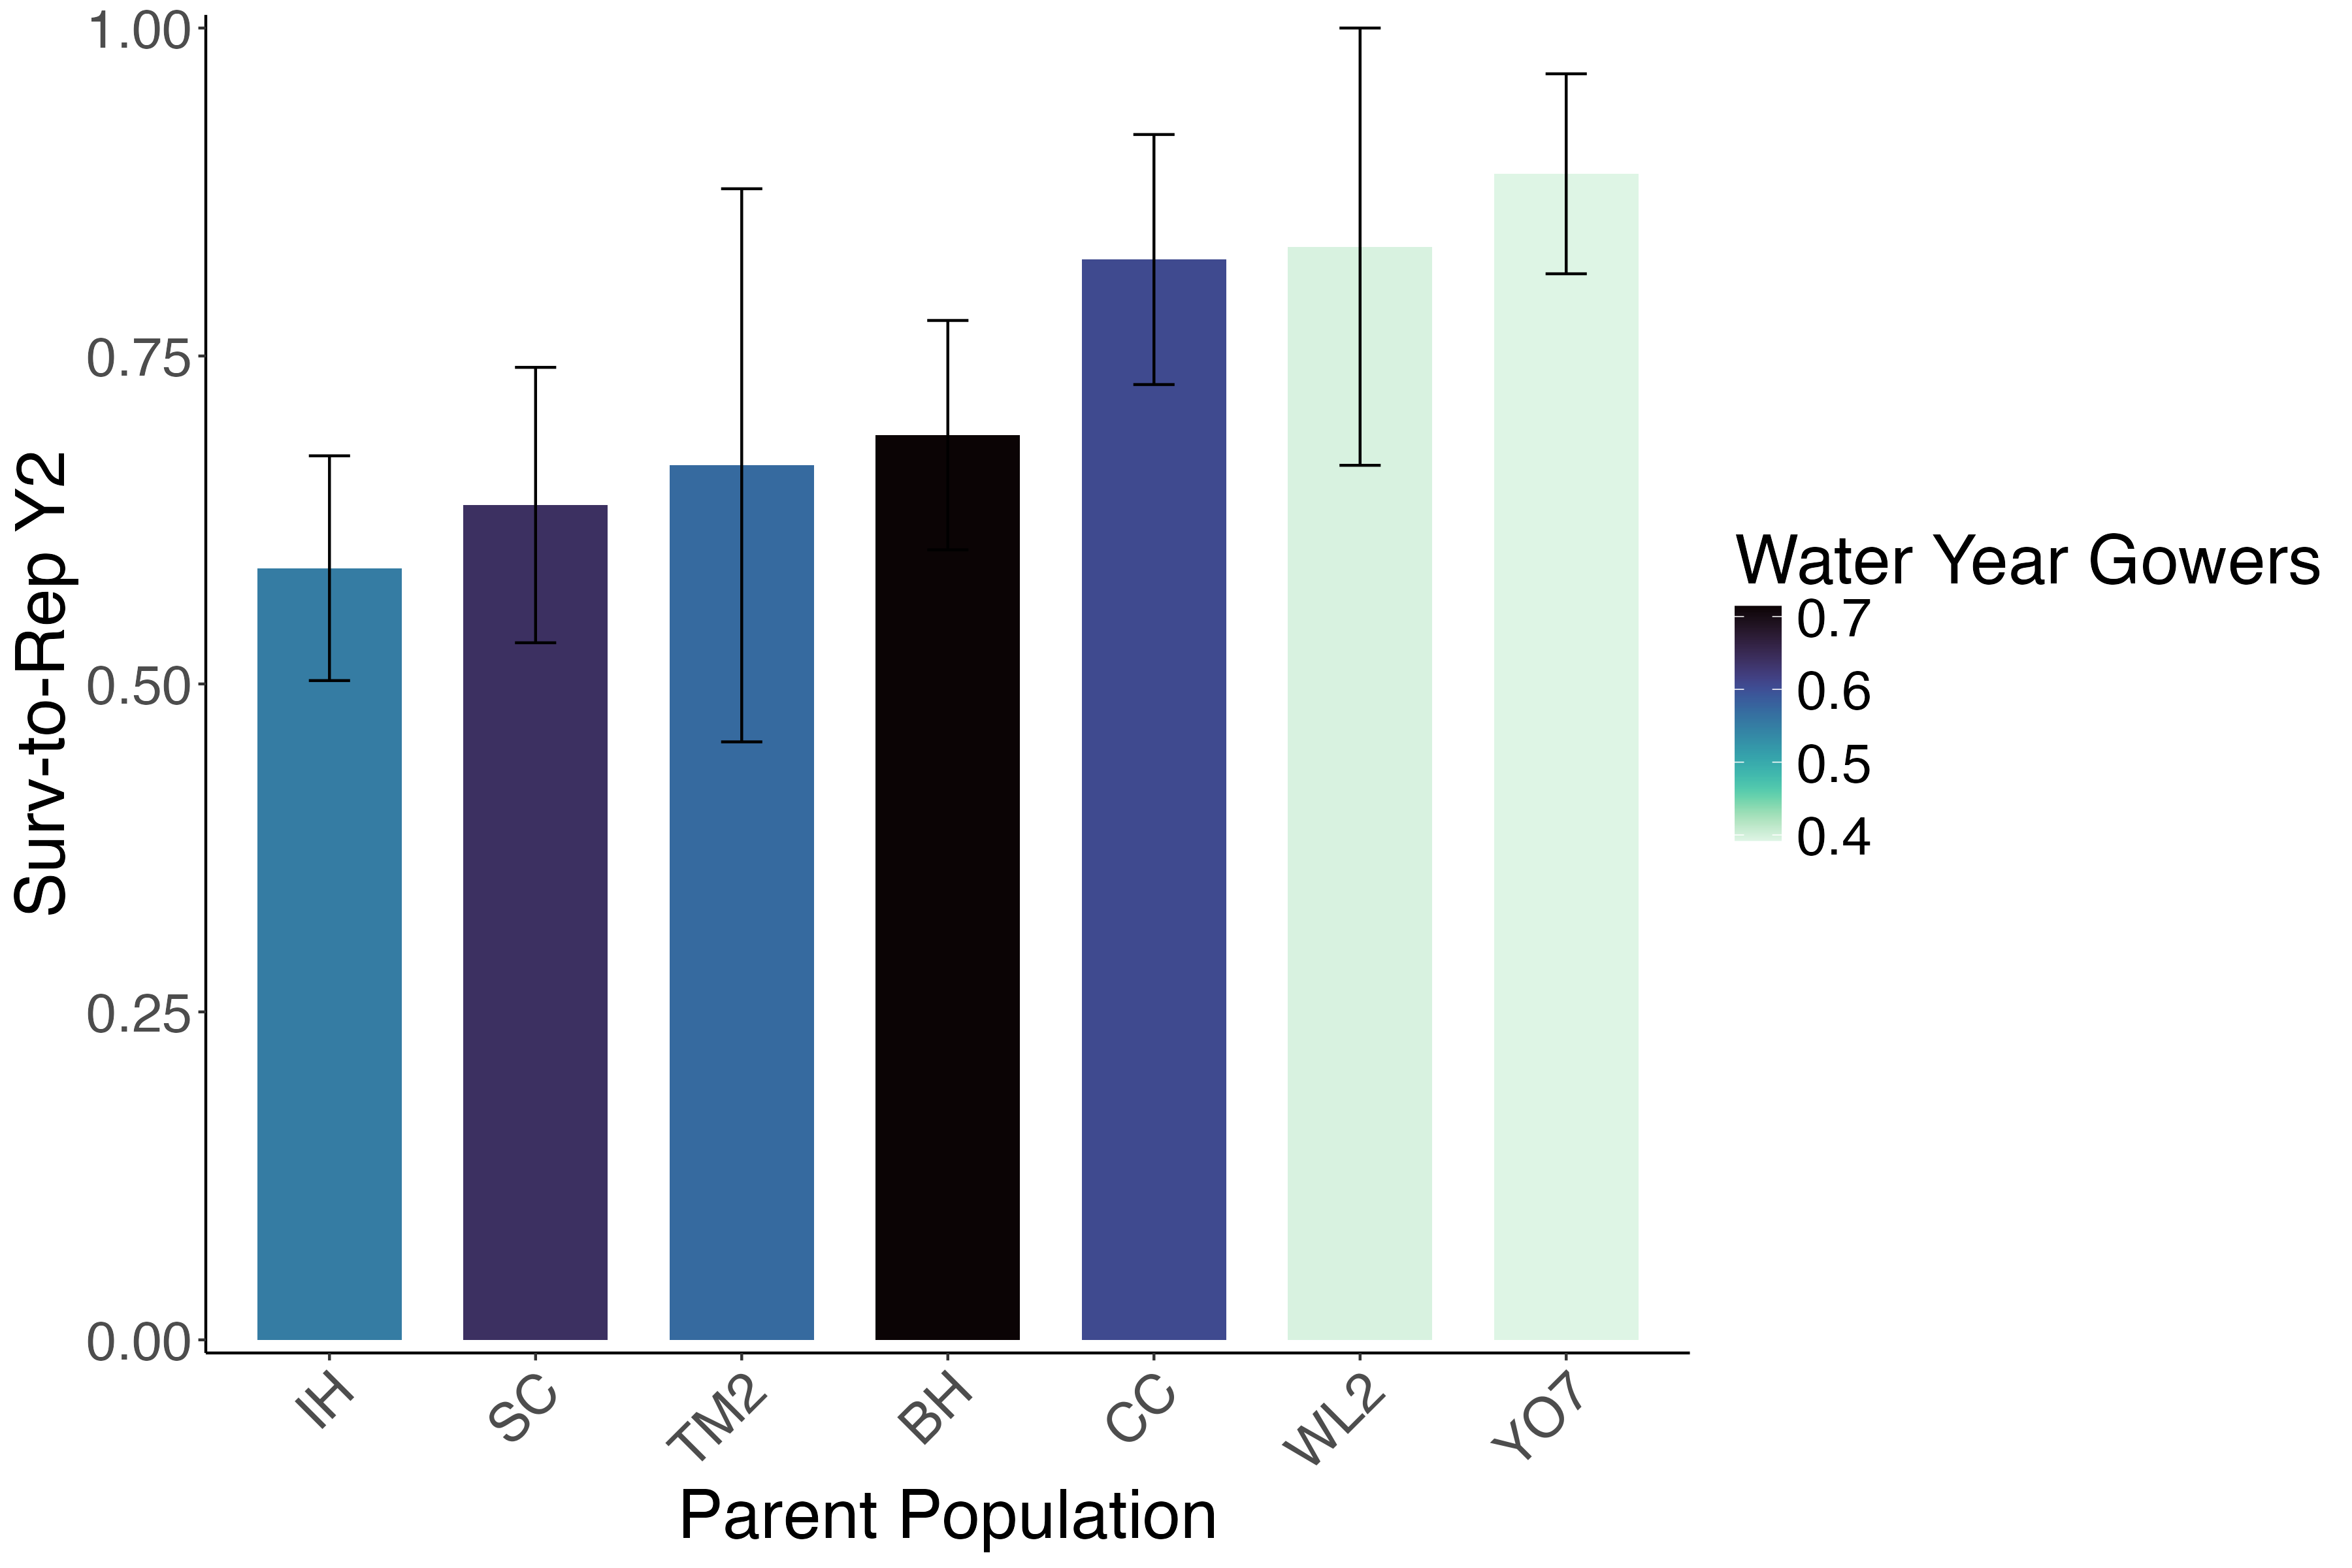 Surv-to-Rep Y2
1.00
0.75
0.50
0.25
0.00
IH SC TM2 BH CC WL2 YO7
Parent Population
Water Year Gowers
0.7
0.6
0.5
0.4